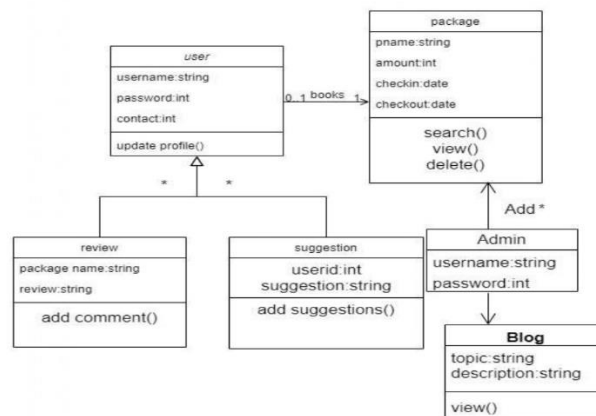 package
pname:string
amount:int
checkin:date
checkout:date
search()
view()
delete()
user
username:string
password:int
contact:int
update profile()
0..1 books 1
* *
review
package name:string
review:string
add comment()
suggestion
userid:int
suggestion:string
add suggestions()
Add *
Admin
username:string
password:int
Blog
topic:string
description:string
view()